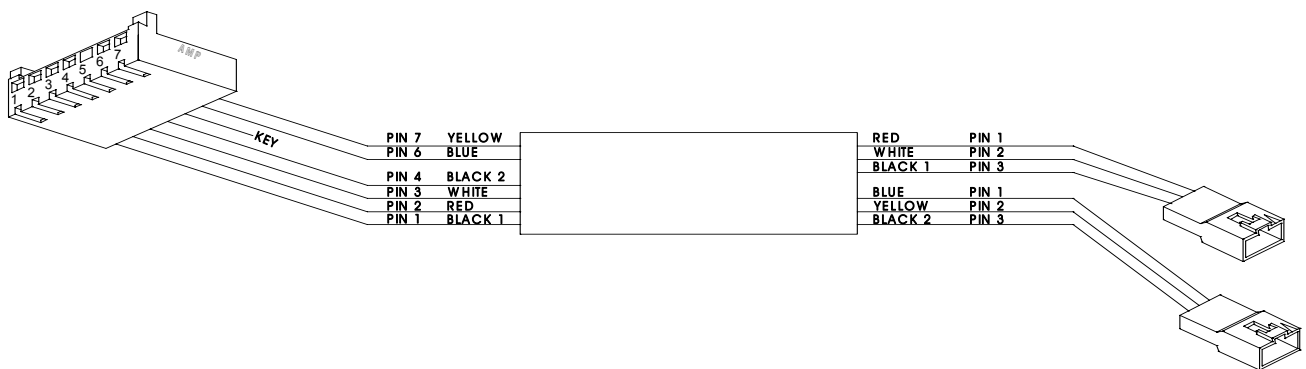 AMP
1 2 3 4 5 6 7
KEY
PIN 7 YELLOW
PIN 6 BLUE
PIN 4 BLACK 2
PIN 3 WHITE
PIN 2 RED
PIN 1 BLACK 1
RED PIN 1
WHITE PIN 2
BLACK 1 PIN 3
BLUE PIN 1
YELLOW PIN 2
BLACK 2 PIN 3